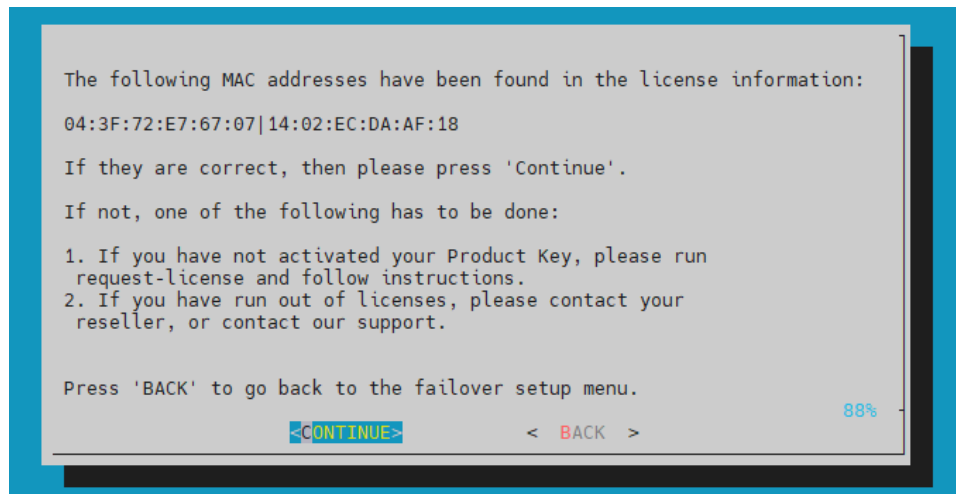 The following MAC addresses have been found in the license information:
04:3F:72:E7:67:07|14:02:EC:DA:AF:18
If they are correct, then please press 'Continue'.
If not, one of the following has to be done:
1. If you have not activated your Product Key, please run
request-license and follow instructions.
2. If you have run out of licenses, please contact your
reseller, or contact our support.
Press 'BACK' to go back to the failover setup menu.
88%
<CONTINUE> < BACK >